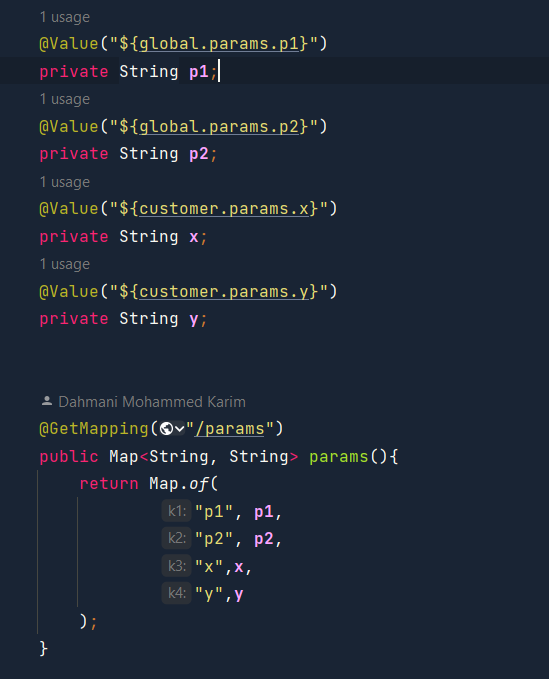 1 usage
@Value("${global.params.p1}")
private String p1;
1 usage
@Value("${global.params.p2}")
private String p2;
1 usage
@Value("${customer.params.x}")
private String x;
1 usage
@Value("${customer.params.y}")
private String y;
Dahmani Mohammed Karim
@GetMapping("/params")
public Map<String, String> params(){
return Map.of(
k1: "p1", p1,
k2: "p2", p2,
k3: "x",x,
k4: "y",y
);
}